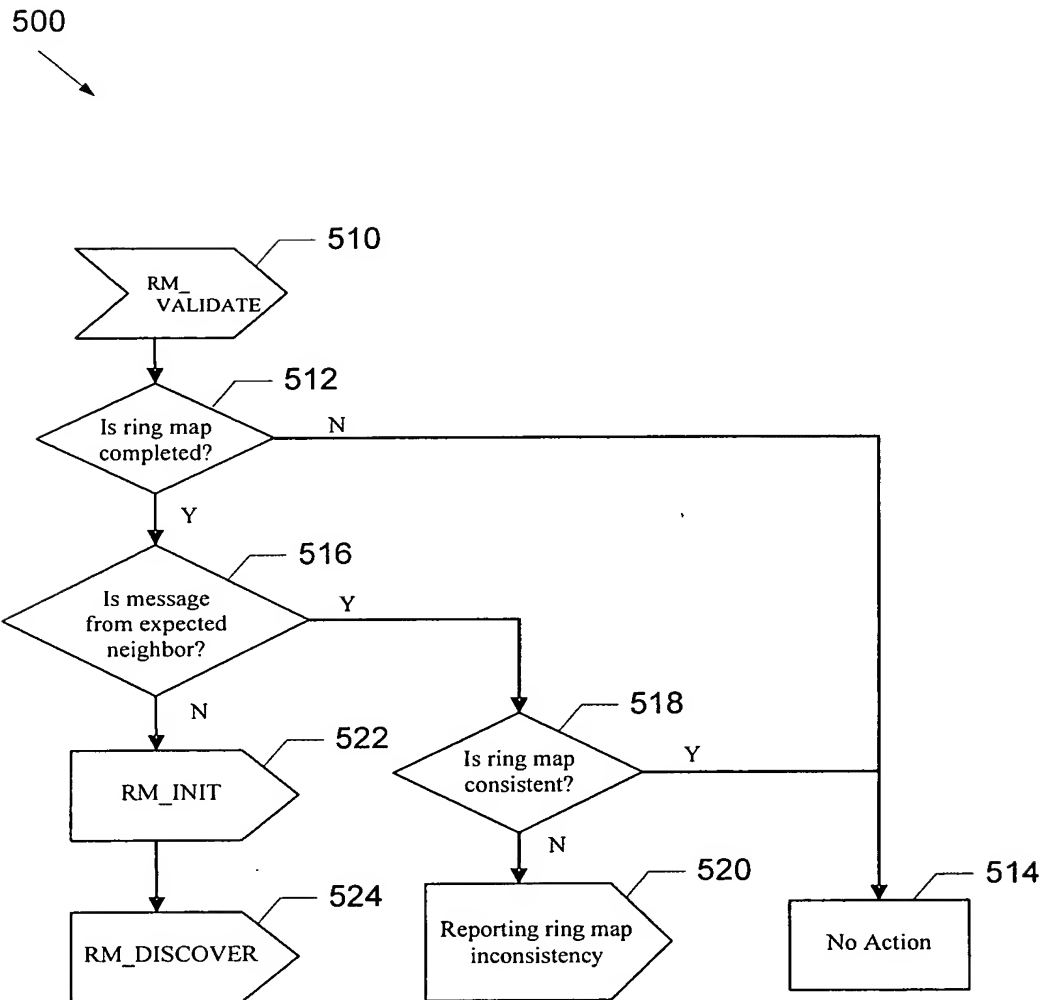 500
510
RM_
VALIDATE
512
Is ring map
completed?
N
Y
516
Is message
from expected
neighbor?
Y
N
518
Is ring map
consistent?
Y
N
522
RM_INIT
524
RM_DISCOVER
520
Reporting ring map
inconsistency
514
No Action